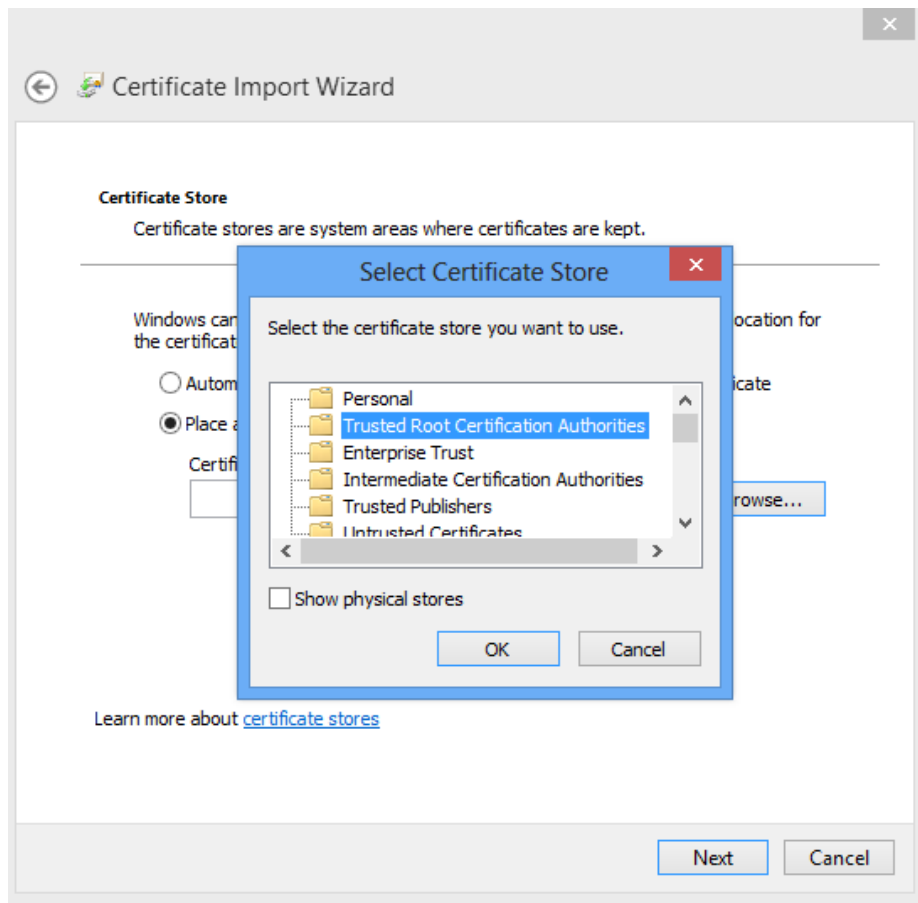 Certificate Import Wizard
Certificate Store
Certificate stores are system areas where certificates are kept.
Select Certificate Store
Windows can
ocation for
the certificat
Select the certificate store you want to use.
Autom
icate
Place a
Certifi
rowse...
Personal
Trusted Root Certification Authorities
Enterprise Trust
Intermediate Certification Authorities
Trusted Publishers
Untrusted Certificates
Show physical stores
OK
Cancel
Learn more about certificate stores
Next
Cancel